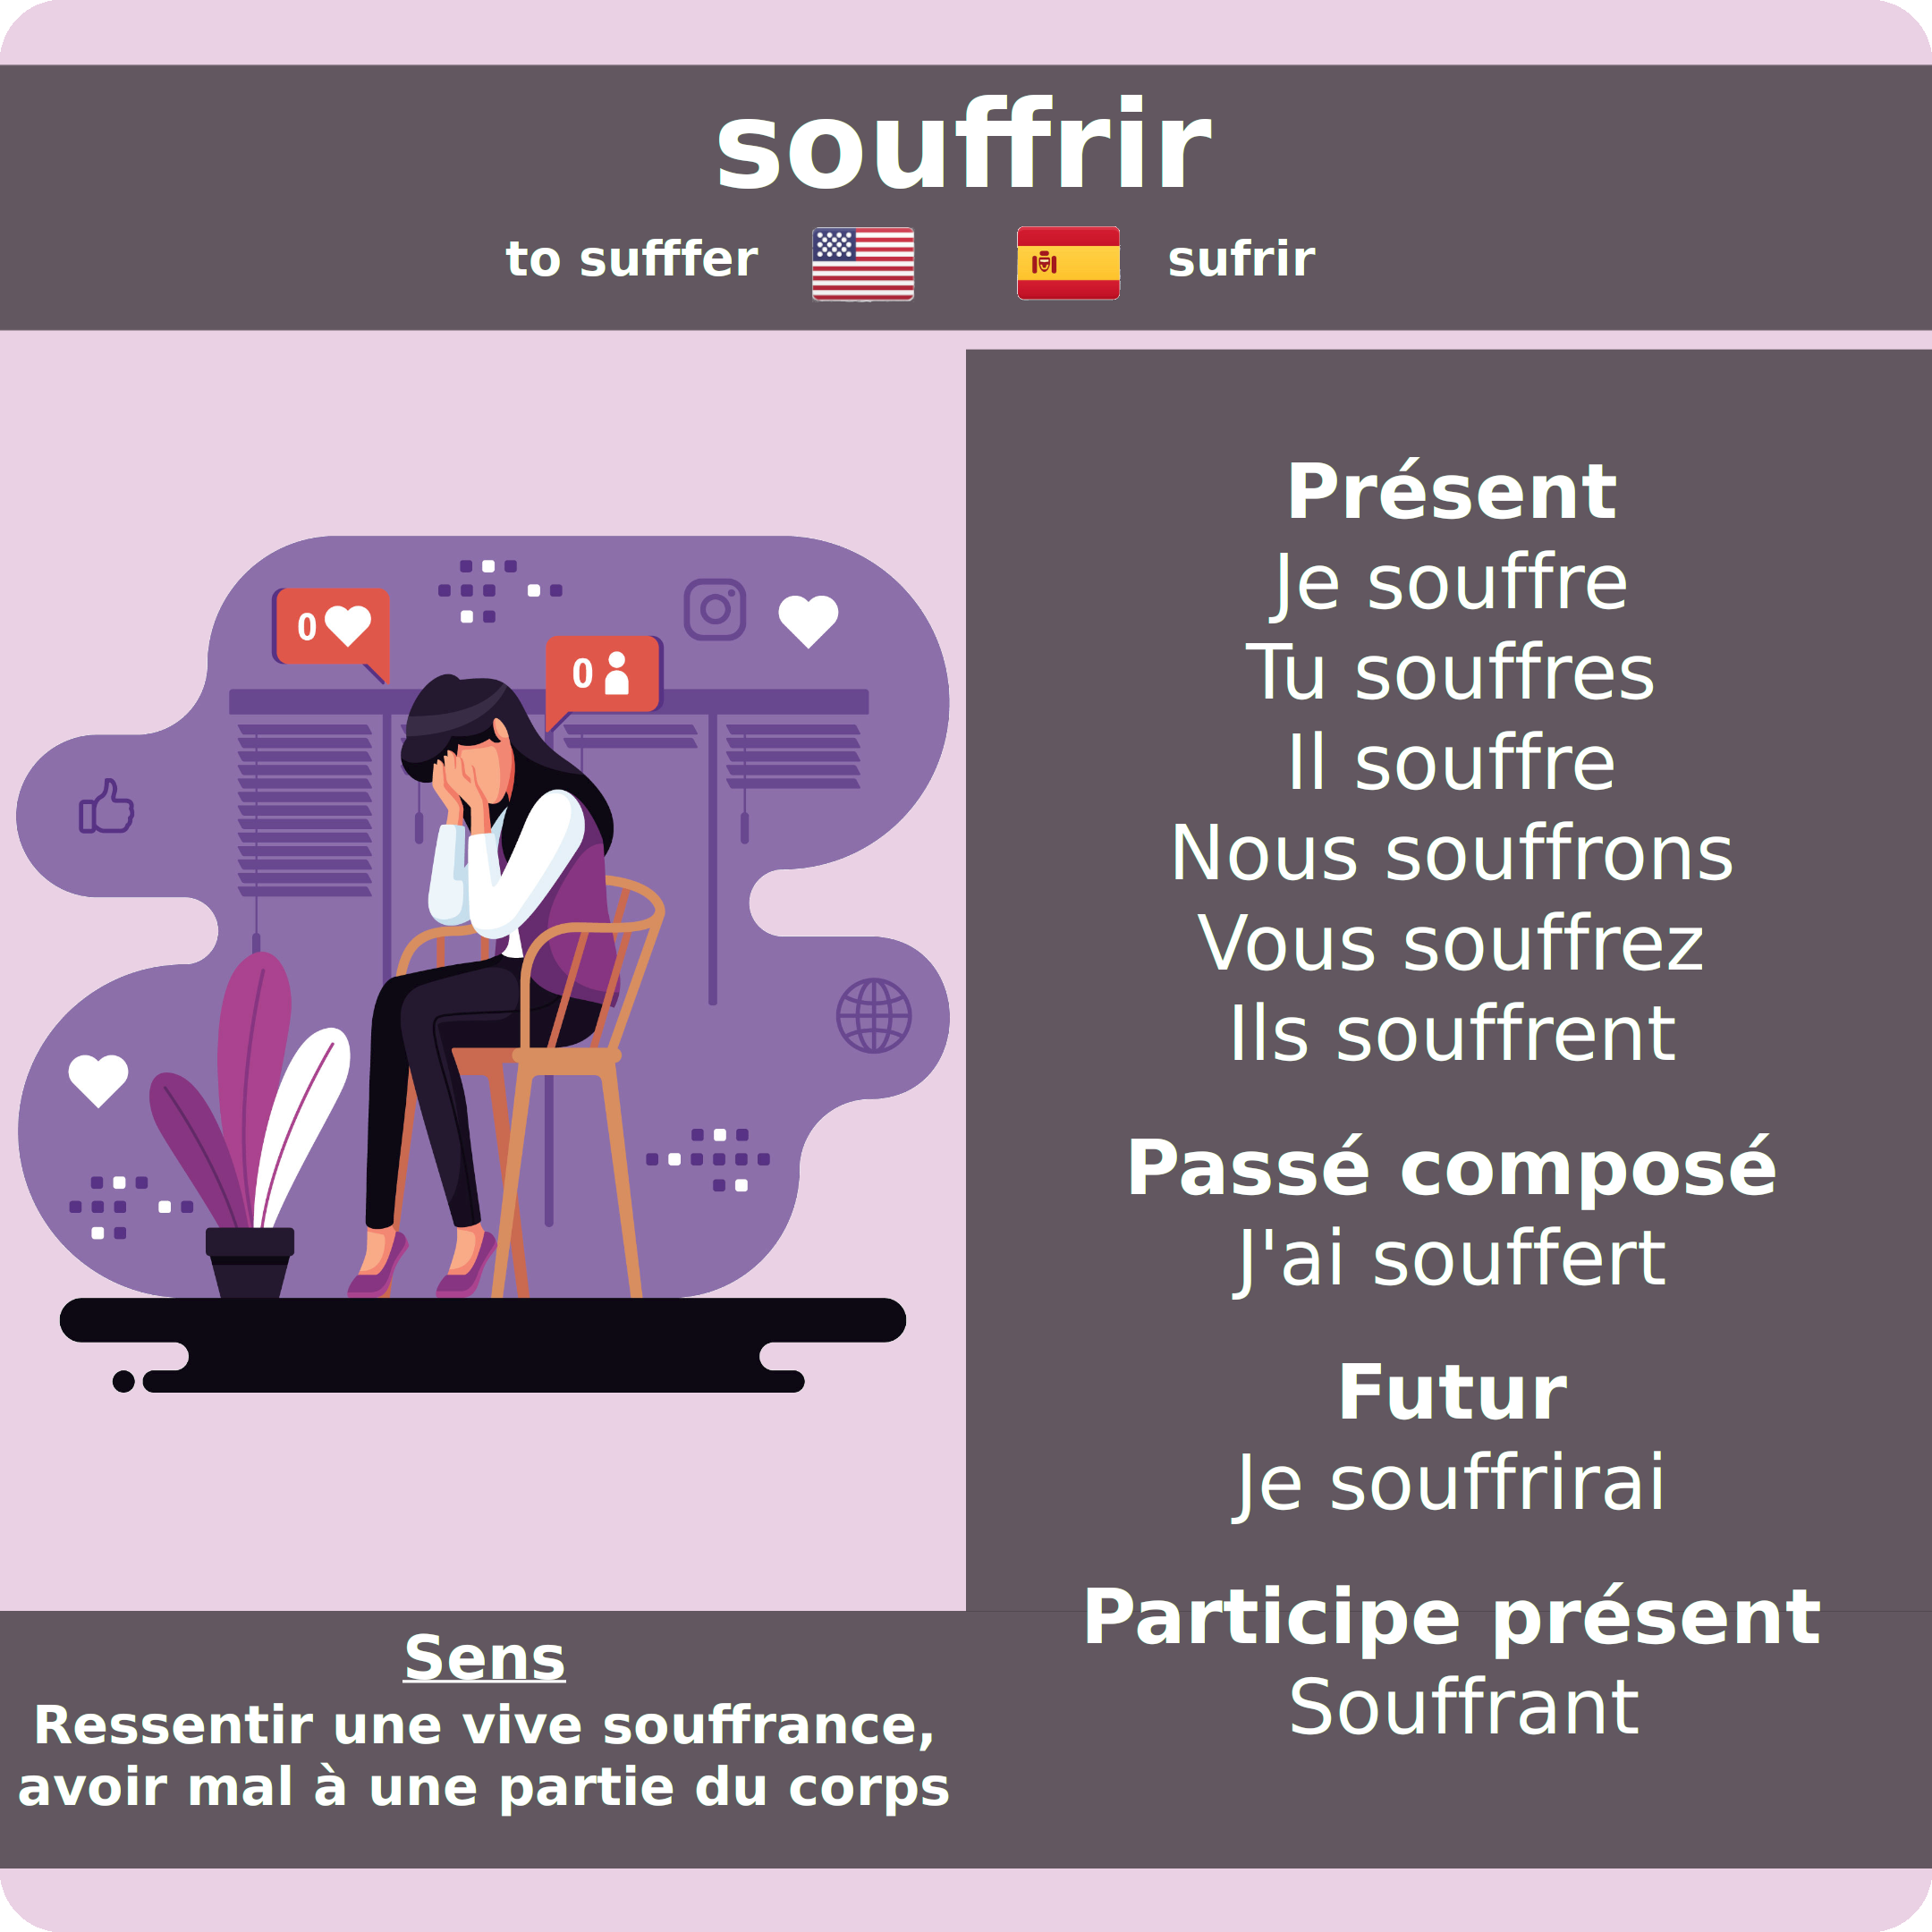 souffrir
to sufffer
sufrir
0
0
Présent
Je souffre
Tu souffres
Il souffre
Nous souffrons
Vous souffrez
Ils souffrent
Passé composé
J'ai souffert
Futur
Je souffrirai
Participe présent
Souffrant
Sens
Ressentir une vive souffrance,
avoir mal à une partie du corps